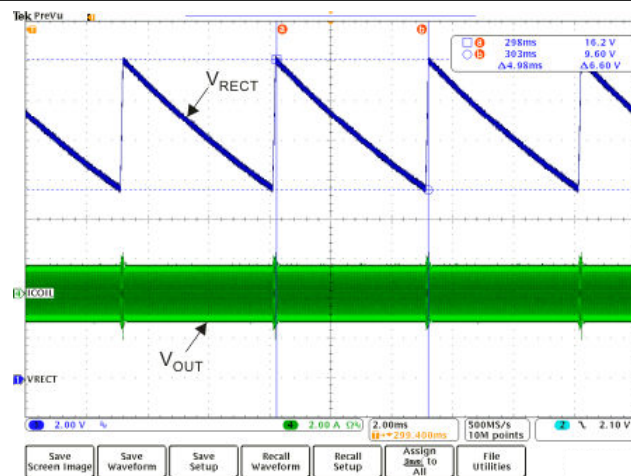 Tek PreVu
a
b
a 298ms 16.2 V
b 303ms 9.60 V
Δ4.98ms Δ6.60 V
VRECT
4 ICOIL
VOUT
1 VRECT
2.00 V
4 2.00 A Ω
2.00ms
299.400ms
500MS/s
10M points
2 2.10 V
Save Screen Image
Save Waveform
Save Setup
Recall Waveform
Recall Setup
Assign Save to All
File Utilities